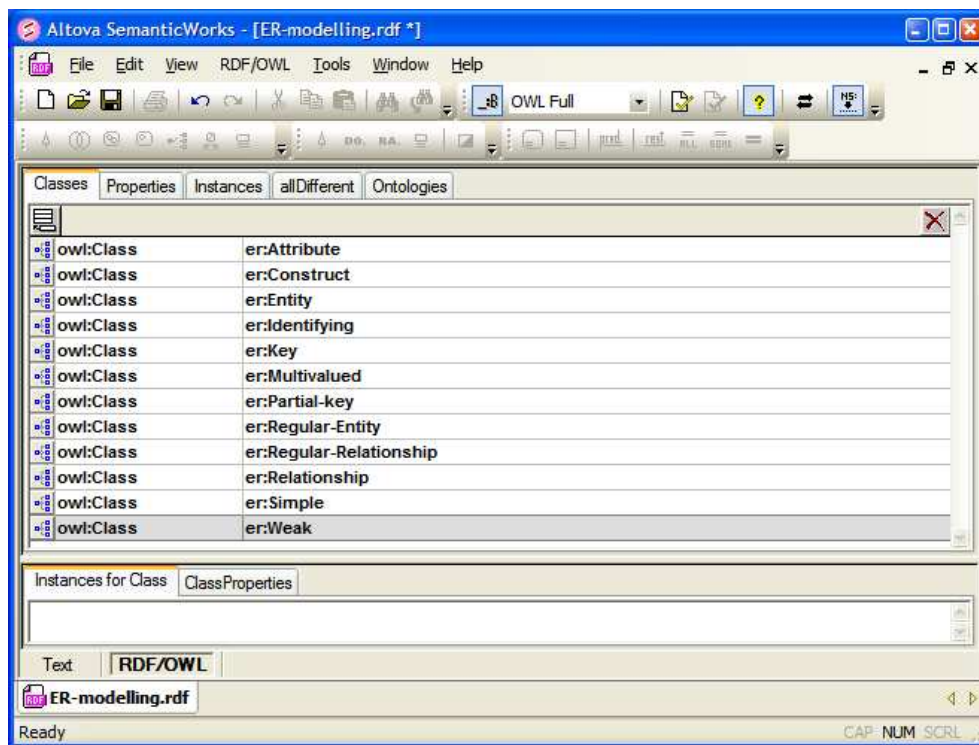 Altova SemanticWorks - [ER-modelling.rdf *]
File Edit View RDF/OWL Tools Window Help
_:B OWL Full NS:
Classes Properties Instances allDifferent Ontologies
owl:Class er:Attribute
owl:Class er:Construct
owl:Class er:Entity
owl:Class er:Identifying
owl:Class er:Key
owl:Class er:Multivalued
owl:Class er:Partial-key
owl:Class er:Regular-Entity
owl:Class er:Regular-Relationship
owl:Class er:Relationship
owl:Class er:Simple
owl:Class er:Weak
Instances for Class ClassProperties
Text RDF/OWL
ER-modelling.rdf
Ready CAP NUM SCRL